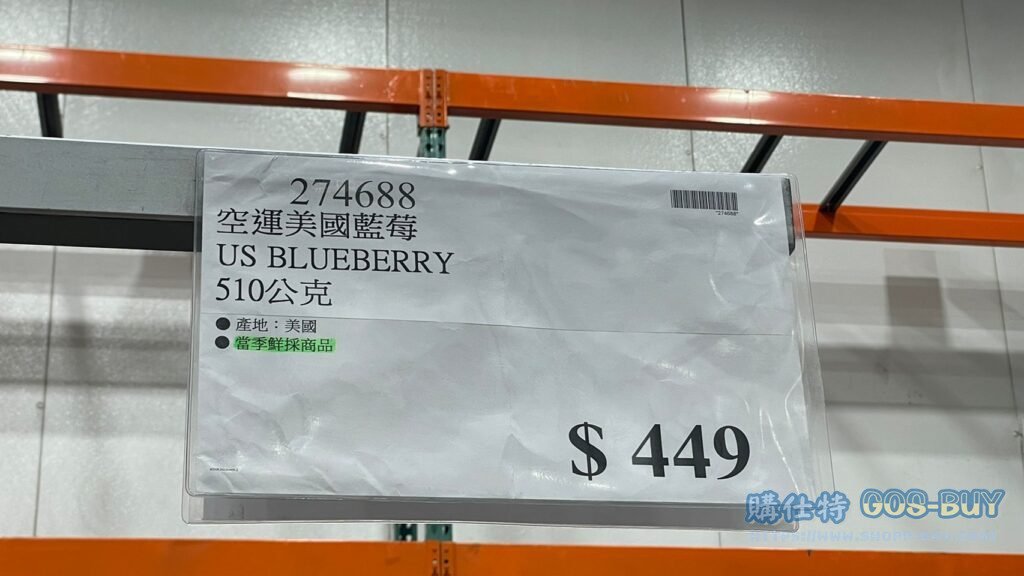 274688
空運美國藍莓
US BLUEBERRY
510公克
● 產地：美國
● 當季鮮採商品
"274688"
$ 449
購仕特 GOS-BUY